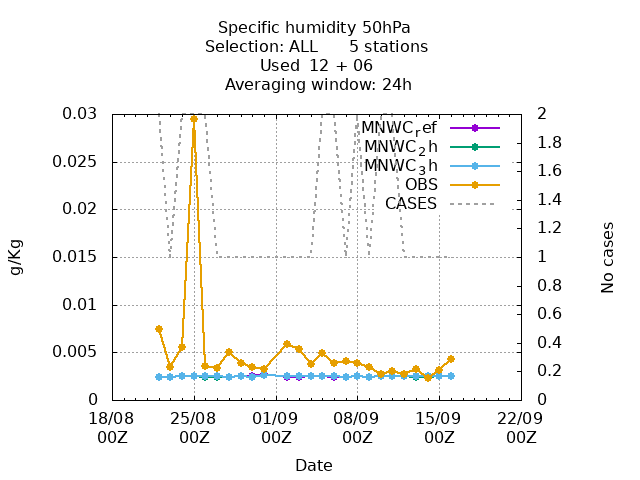 Specific humidity 50hPa
Selection: ALL 5 stations
Used 12 + 06
Averaging window: 24h
0.03 2
MNWC_ref
1.8
MNWC_2h
0.025 1.6
MNWC_3h
OBS
1.4
0.02 CASES
1.2
g/Kg 0.015 1 No cases
0.8
0.01 0.6
0.4
0.005
0.2
0 0
18/08 25/08 01/09 08/09 15/09 22/09
00Z 00Z 00Z 00Z 00Z 00Z
Date